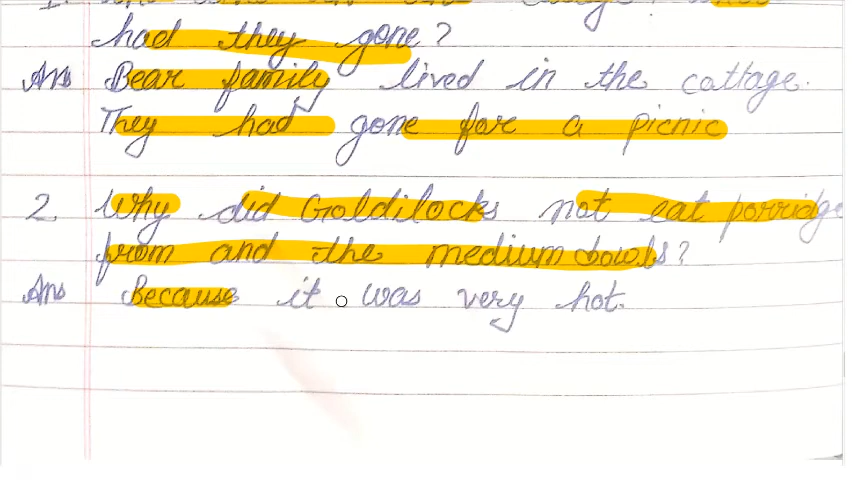 had they gone?
Ans Bear family lived in the cottage.
They had gone for a picnic
2. Why did Goldilocks not eat porridge
from and the medium bowls?
Ans Because it was very hot.